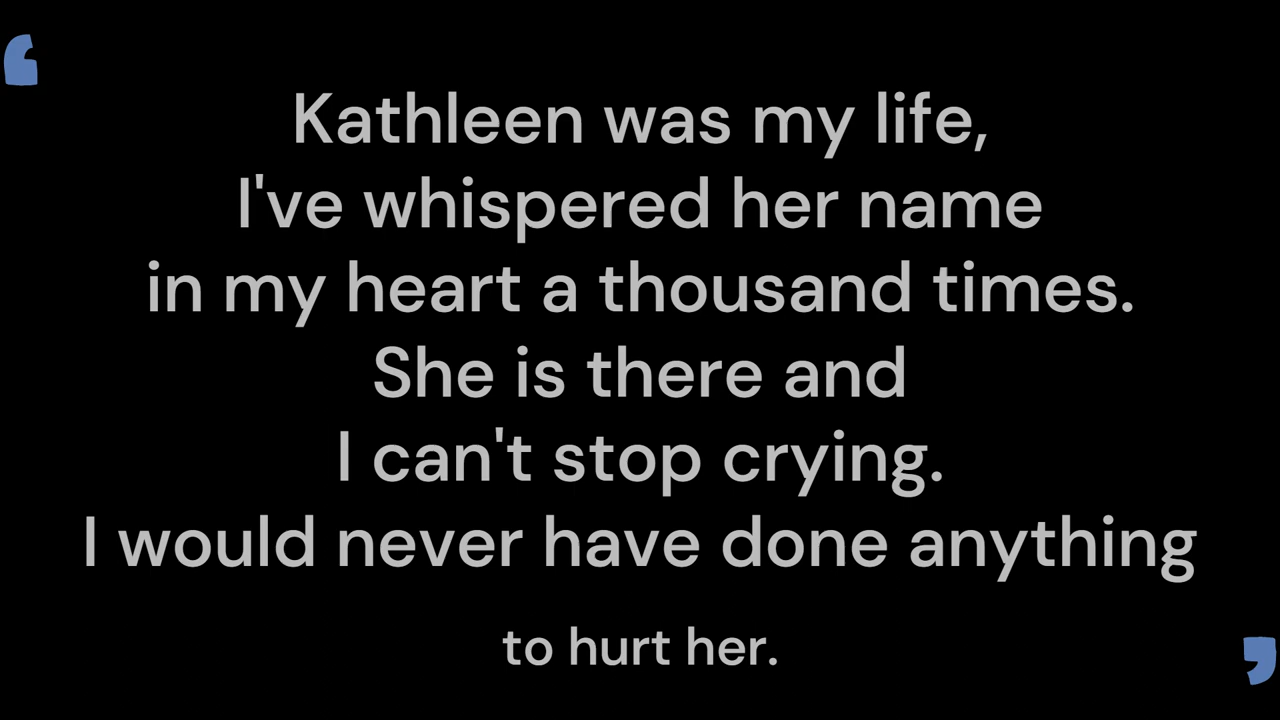 ‘
Kathleen was my life,
I've whispered her name
in my heart a thousand times.
She is there and
I can't stop crying.
I would never have done anything
to hurt her.
’